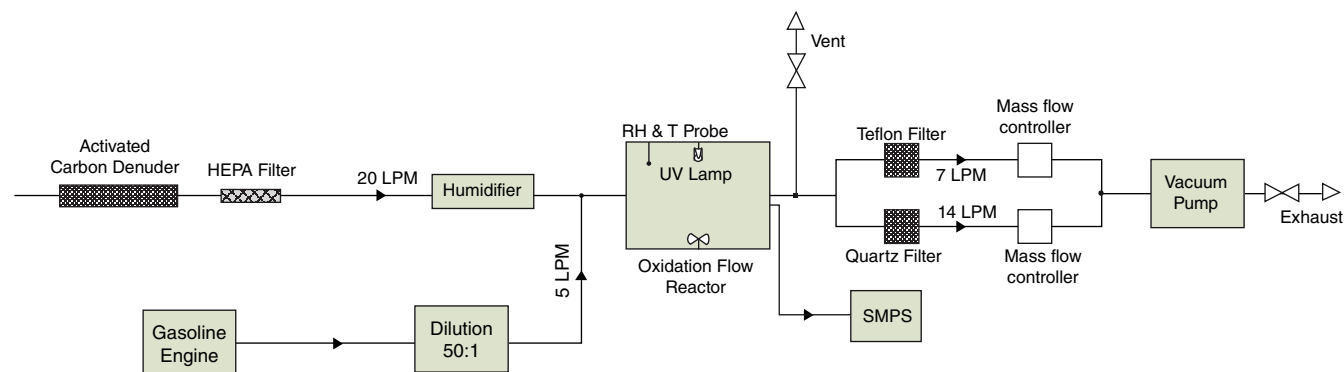 Vent
Activated
Carbon Denuder
HEPA Filter
20 LPM
Humidifier
RH & T Probe
UV Lamp
Oxidation Flow
Reactor
Teflon Filter
7 LPM
Mass flow
controller
14 LPM
Quartz Filter
Mass flow
controller
Vacuum
Pump
Exhaust
5 LPM
Gasoline
Engine
Dilution
50:1
SMPS